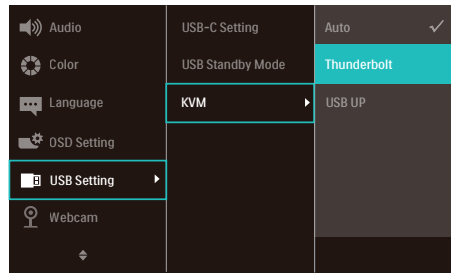 Audio
Color
Language
OSD Setting
USB Setting
Webcam
USB-C Setting
USB Standby Mode
KVM
Auto
Thunderbolt
USB UP